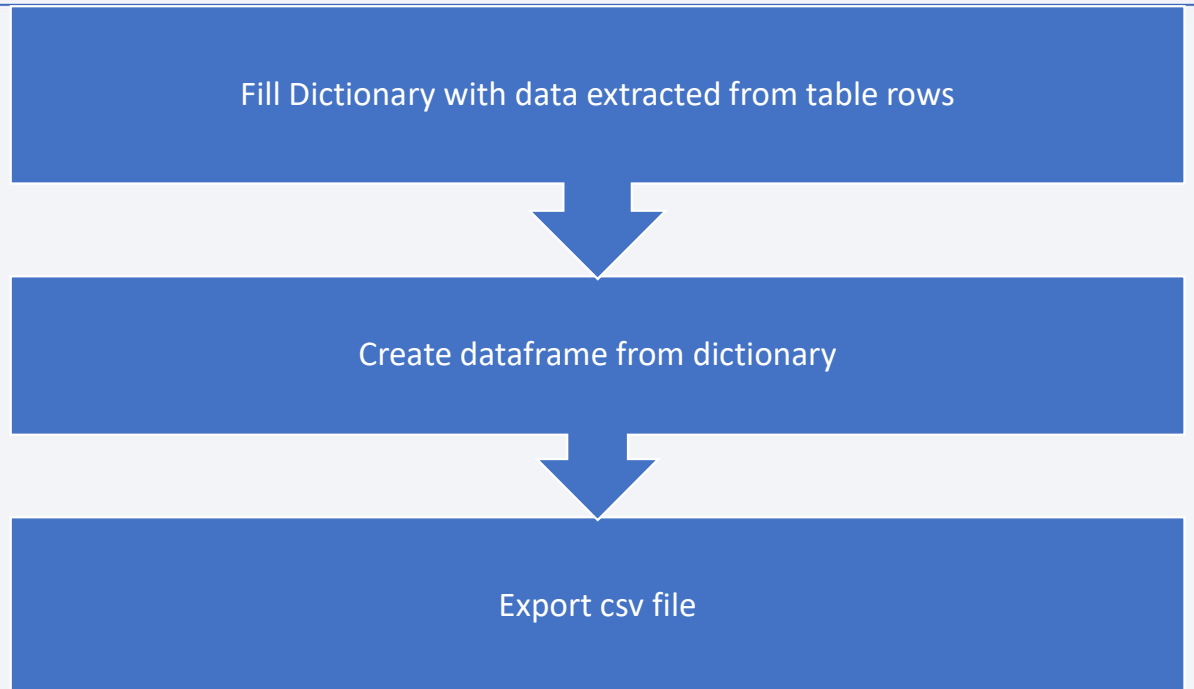 Fill Dictionary with data extracted from table rows
Create dataframe from dictionary
Export csv file